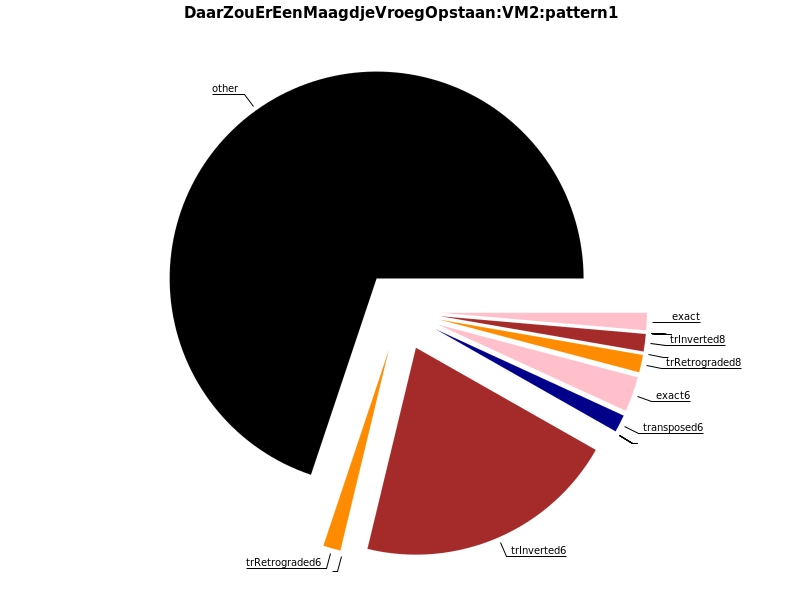 DaarZouErEenMaagdjeVroegOpstaan:VM2:pattern1
other
exact
trInverted8
trRetrograded8
exact6
transposed6
trInverted6
trRetrograded6